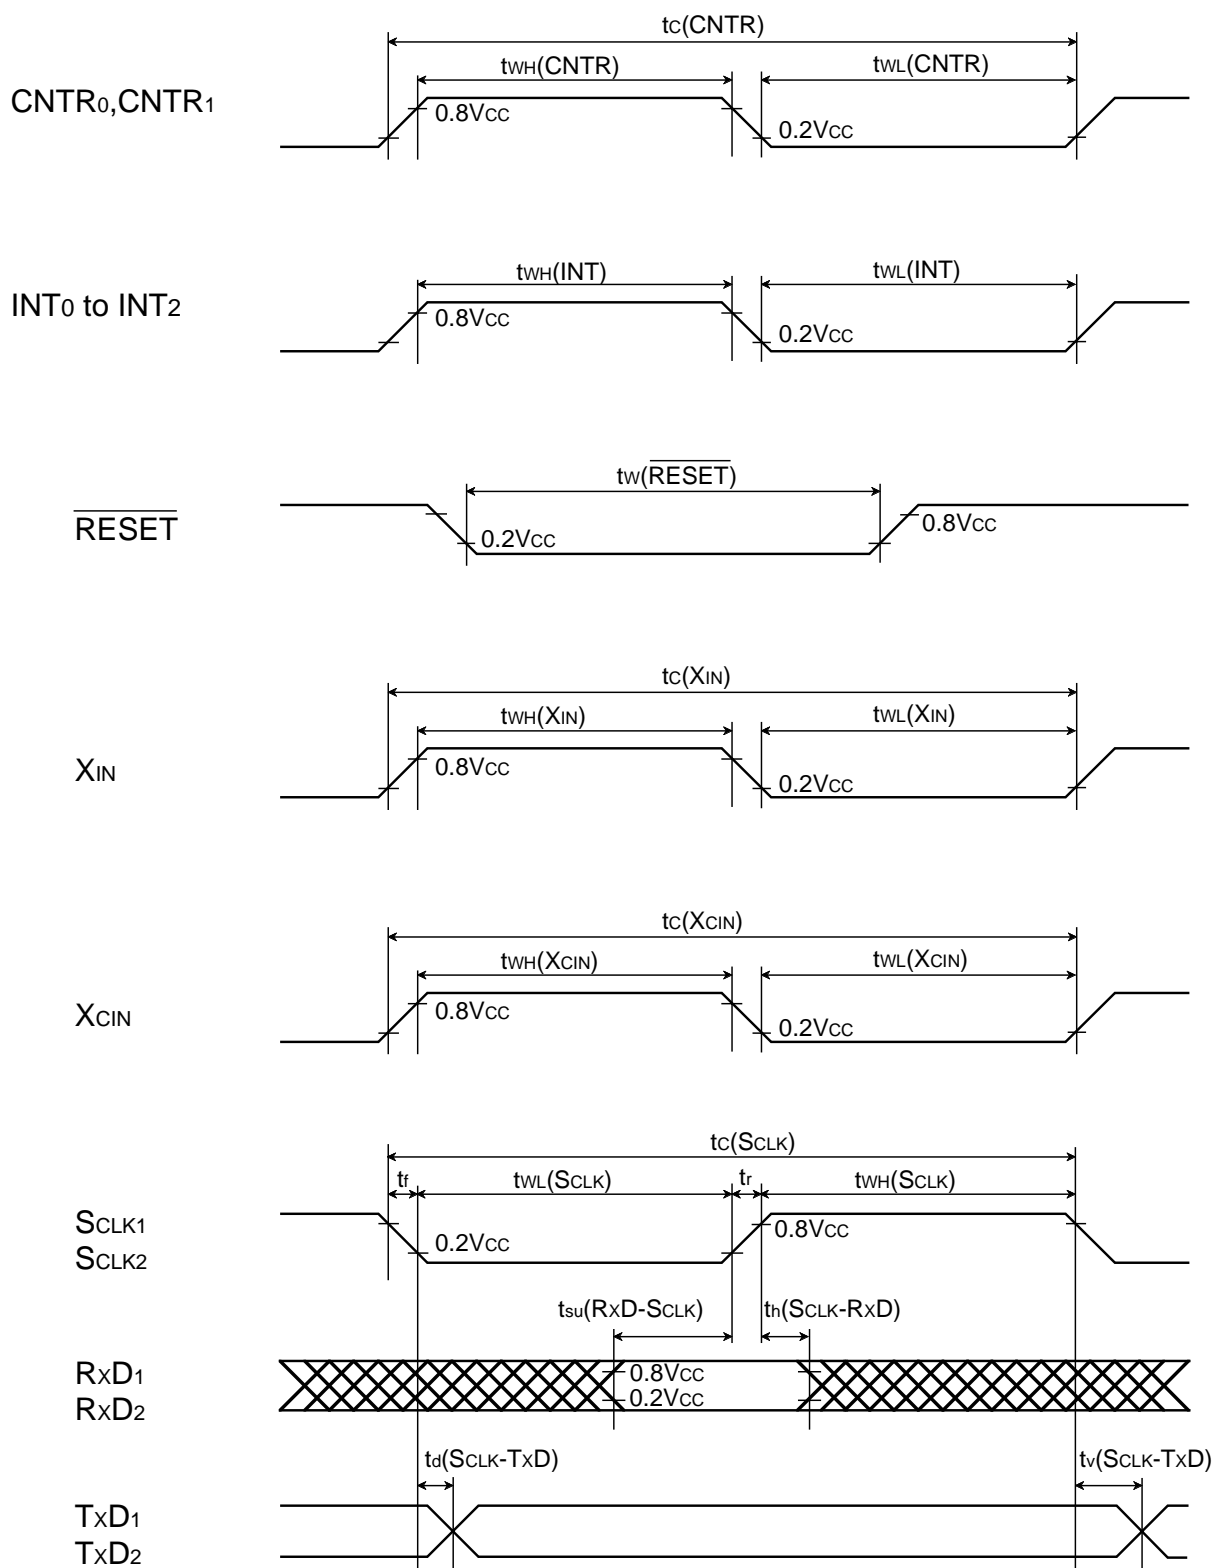 tC(CNTR)
tWH(CNTR)
tWL(CNTR)
CNTR0,CNTR1
0.8VCC
0.2VCC
tWH(INT)
tWL(INT)
INT0 to INT2
0.8VCC
0.2VCC
tW(RESET)
RESET
0.2VCC
0.8VCC
tC(XIN)
tWH(XIN)
tWL(XIN)
XIN
0.8VCC
0.2VCC
tC(XCIN)
tWH(XCIN)
tWL(XCIN)
XCIN
0.8VCC
0.2VCC
tC(SCLK)
tf
tWL(SCLK)
tr
tWH(SCLK)
SCLK1
SCLK2
0.2VCC
0.8VCC
tsu(RXD-SCLK)
th(SCLK-RXD)
RXD1
RXD2
0.8VCC
0.2VCC
td(SCLK-TXD)
tv(SCLK-TXD)
TXD1
TXD2